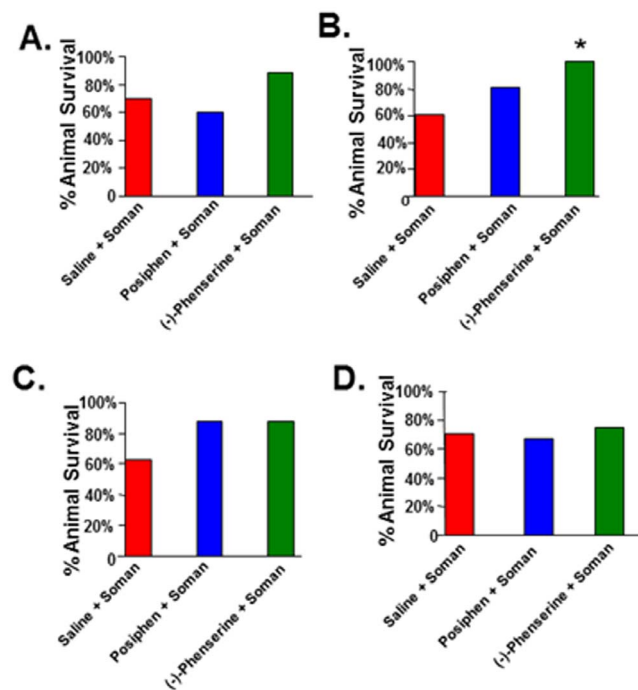 A.
% Animal Survival
100%
80%
60%
40%
20%
0
Saline + Soman
Posiphen + Soman
(-)-Phenserine + Soman
B.
*
% Animal Survival
100%
80%
60%
40%
20%
0
Saline + Soman
Posiphen + Soman
(-)-Phenserine + Soman
C.
% Animal Survival
100%
80%
60%
40%
20%
0
Saline + Soman
Posiphen + Soman
(-)-Phenserine + Soman
D.
% Animal Survival
100%
80%
60%
40%
20%
0
Saline + Soman
Posiphen + Soman
(-)-Phenserine + Soman